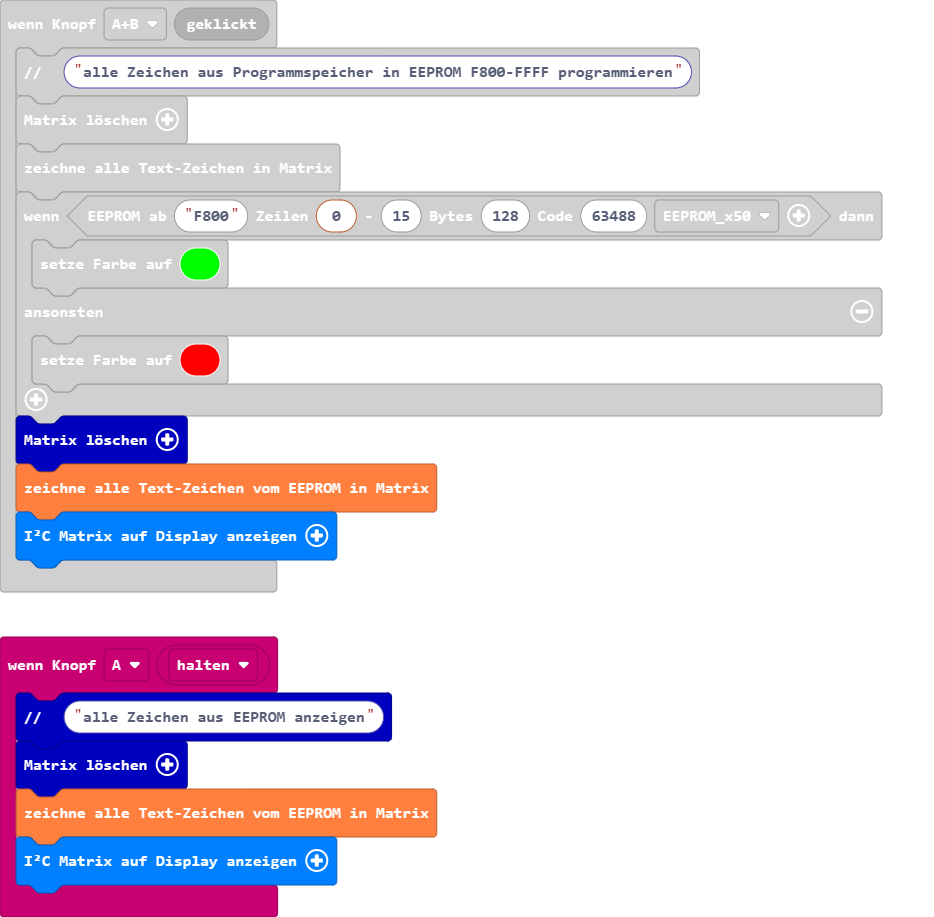 wenn Knopf A+B geklickt
// "alle Zeichen aus Programmspeicher in EEPROM F800-FFFF programmieren"
Matrix löschen
zeichne alle Text-Zeichen in Matrix
wenn EEPROM ab "F800" Zeilen 0 - 15 Bytes 128 Code 63488 EEPROM_x50 dann
setze Farbe auf
ansonsten
setze Farbe auf
Matrix löschen
zeichne alle Text-Zeichen vom EEPROM in Matrix
I²C Matrix auf Display anzeigen
wenn Knopf A halten
// "alle Zeichen aus EEPROM anzeigen"
Matrix löschen
zeichne alle Text-Zeichen vom EEPROM in Matrix
I²C Matrix auf Display anzeigen